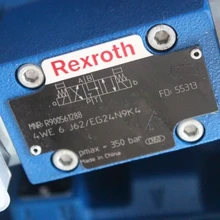 Rexroth
A B
MNR: R900561288
FD: 55313
4WE 6 J62/EG24N9K4
pmax = 350 bar
Made in China